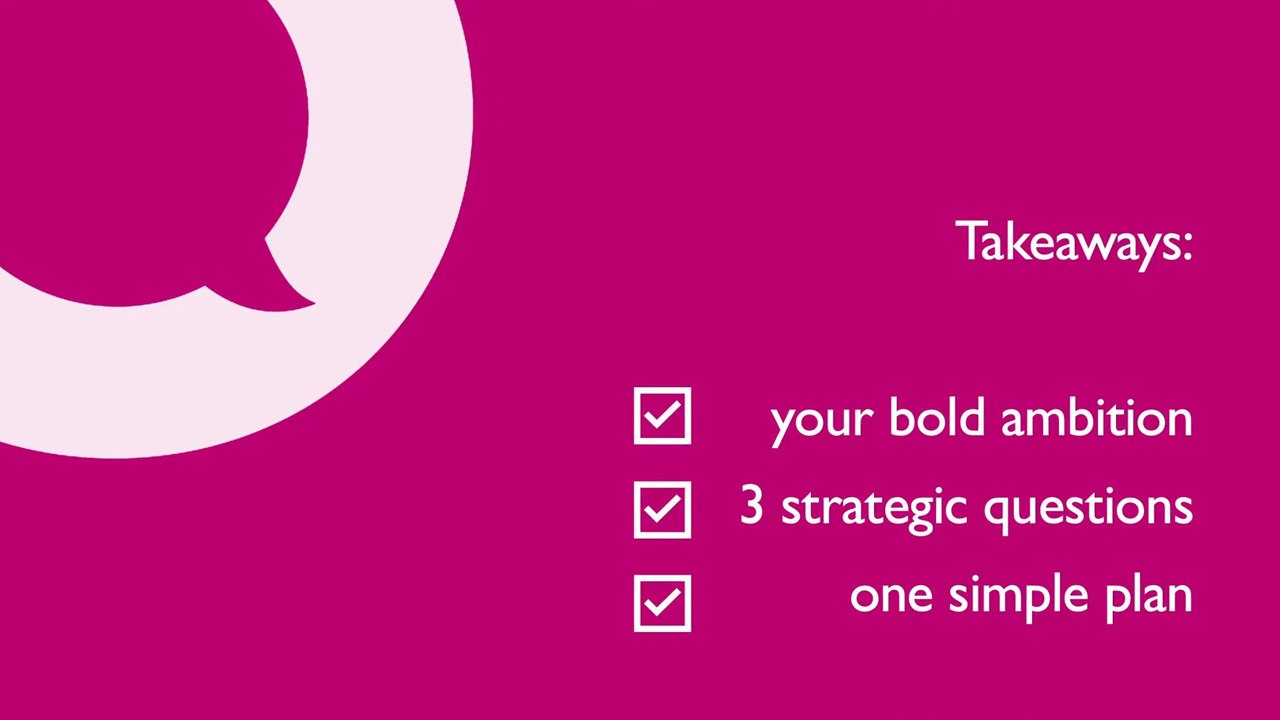 Takeaways:
your bold ambition
3 strategic questions
one simple plan